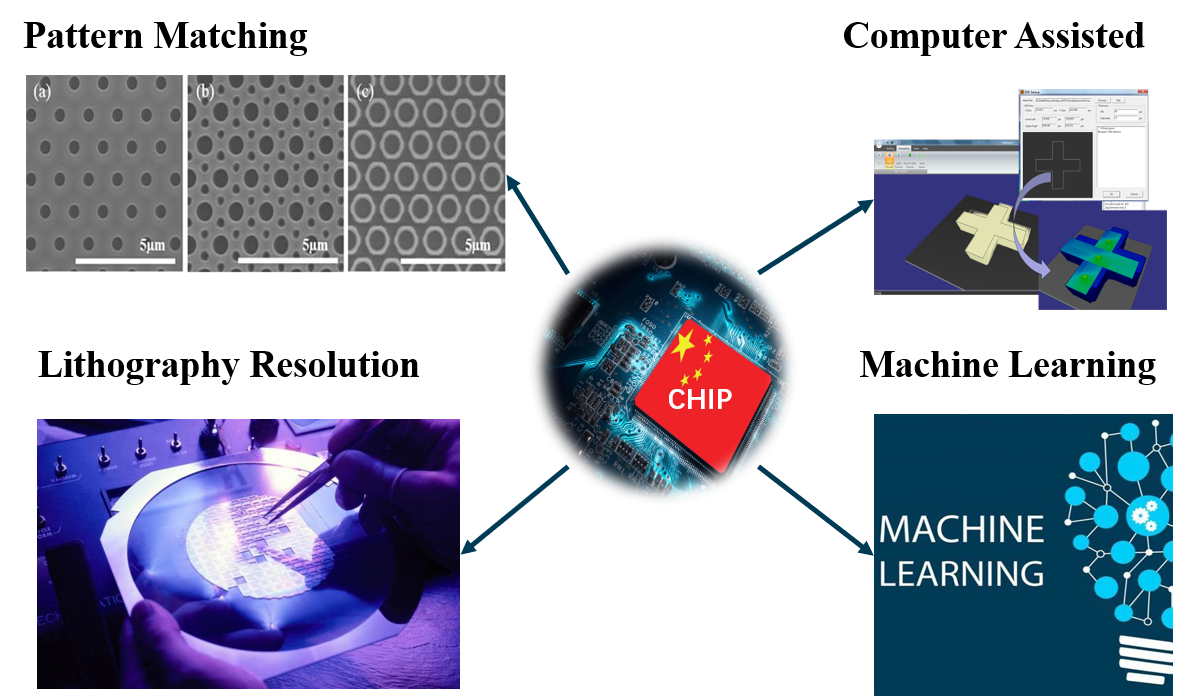 Pattern Matching
Computer Assisted
(a)
(b)
(c)
5μm
5μm
5μm
CHIP
Lithography Resolution
Machine Learning
MACHINE
LEARNING